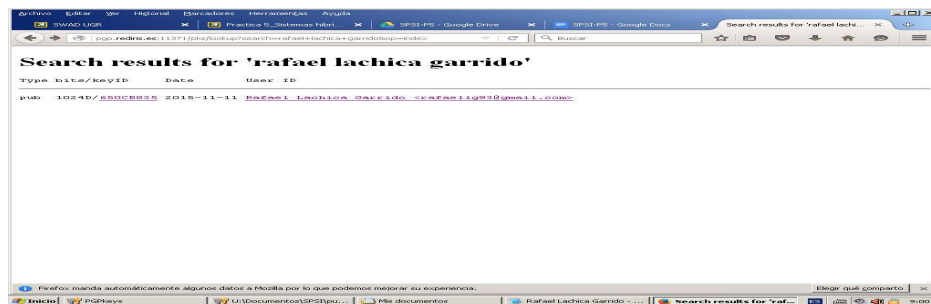 Archivo Editar Ver Historial Marcadores Herramientas Ayuda
SWAD UGR Practica 5_Sistemas hibri... SPSI-P5 - Google Drive SPSI-P5 - Google Docs Search results for 'rafael lachi...
pgp.rediris.es:11371/pks/lookup?search=rafael+lachica+garrido&op=index Buscar
Search results for 'rafael lachica garrido'
Type bits/keyID Date User ID
pub 1024D/ 2015-11-11 Rafael Lachica Garrido
Firefox manda automáticamente algunos datos a Mozilla por lo que podemos mejorar su experiencia. Elegir qué comparto
Inicio PGPkeys U:\Documentos\SPSI\pu... Mis documentos Rafael Lachica Garrido - ... Search results for 'raf... ES 9:00